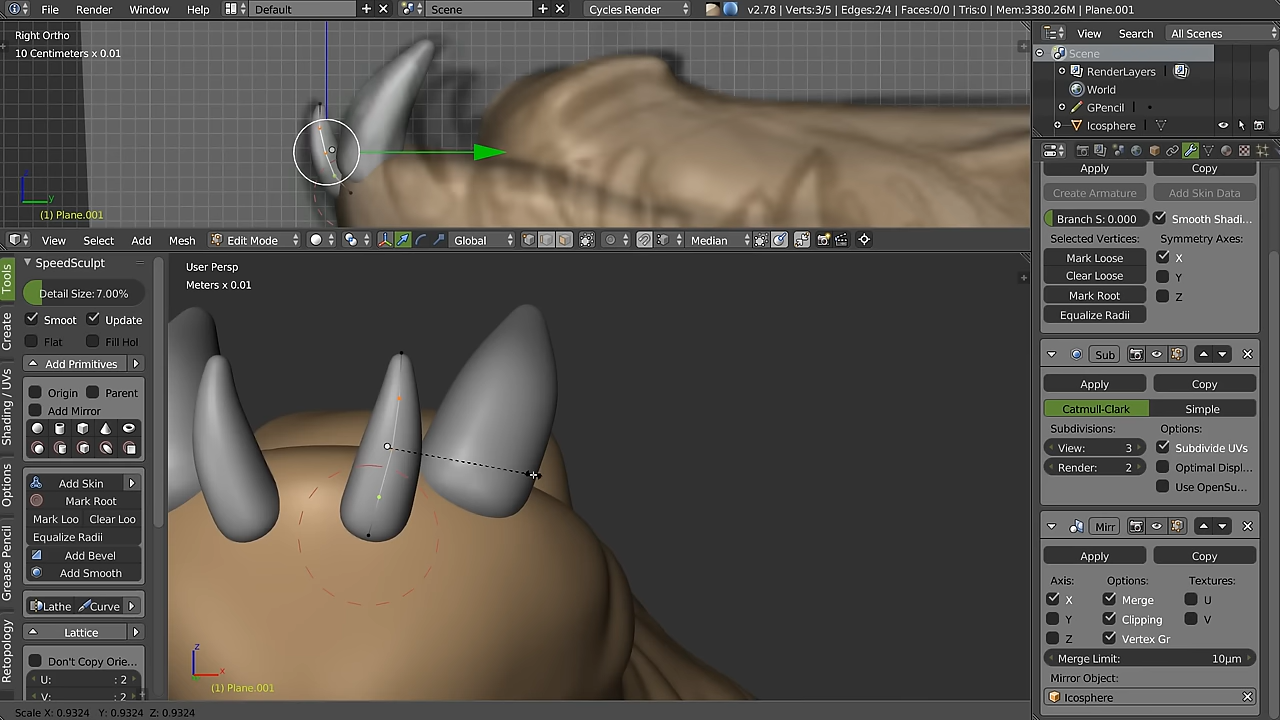 File Render Window Help Default Scene Cycles Render v2.78 | Verts:3/5 | Edges:2/4 | Faces:0/0 | Tris:0 | Mem:3380.26M | Plane.001
Right Ortho
10 Centimeters x 0.01
y
(1) Plane.001
View Search All Scenes
Scene
RenderLayers
World
GPencil
Icosphere
View Select Add Mesh Edit Mode Global Median
Tools
Create
Shading / UVs
Options
Grease Pencil
Retopology
SpeedSculpt
Detail Size: 7.00%
Smoot Update
Flat Fill Hol
Add Primitives
Origin Parent
Add Mirror
Add Skin
Mark Root
Mark Loo Clear Loo
Equalize Radii
Add Bevel
Add Smooth
Lathe Curve
Lattice
Don't Copy Orie...
U: : 2
V: : 2
User Persp
Meters x 0.01
z
x
(1) Plane.001
Scale X: 0.9324 Y: 0.9324 Z: 0.9324
Apply Copy
Create Armature Add Skin Data
Branch S: 0.000 Smooth Shadi...
Selected Vertices: Symmetry Axes:
Mark Loose X
Clear Loose Y
Mark Root Z
Equalize Radii
Sub
Apply Copy
Catmull-Clark Simple
Subdivisions: Options:
View: 3 Subdivide UVs
Render: 2 Optimal Displ...
Use OpenSu...
Mirr
Apply Copy
Axis: Options: Textures:
X Merge U
Y Clipping V
Z Vertex Gr
Merge Limit: 10µm
Mirror Object:
Icosphere